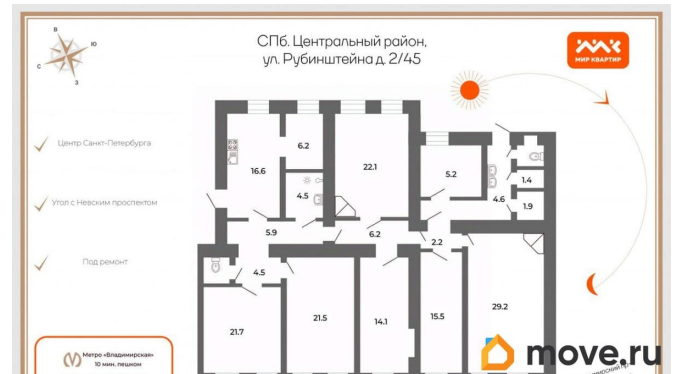 СПб. Центральный район,
ул. Рубинштейна д. 2/45
МИР КВАРТИР
В
Ю
С
З
Центр Санкт-Петербурга
Угол с Невским проспектом
Под ремонт
Метро «Владимирская»
10 мин. пешком
16.6
6.2
22.1
4.5
5.2
1.4
4.6
1.9
5.9
6.2
2.2
4.5
21.7
21.5
14.1
15.5
29.2
move.ru